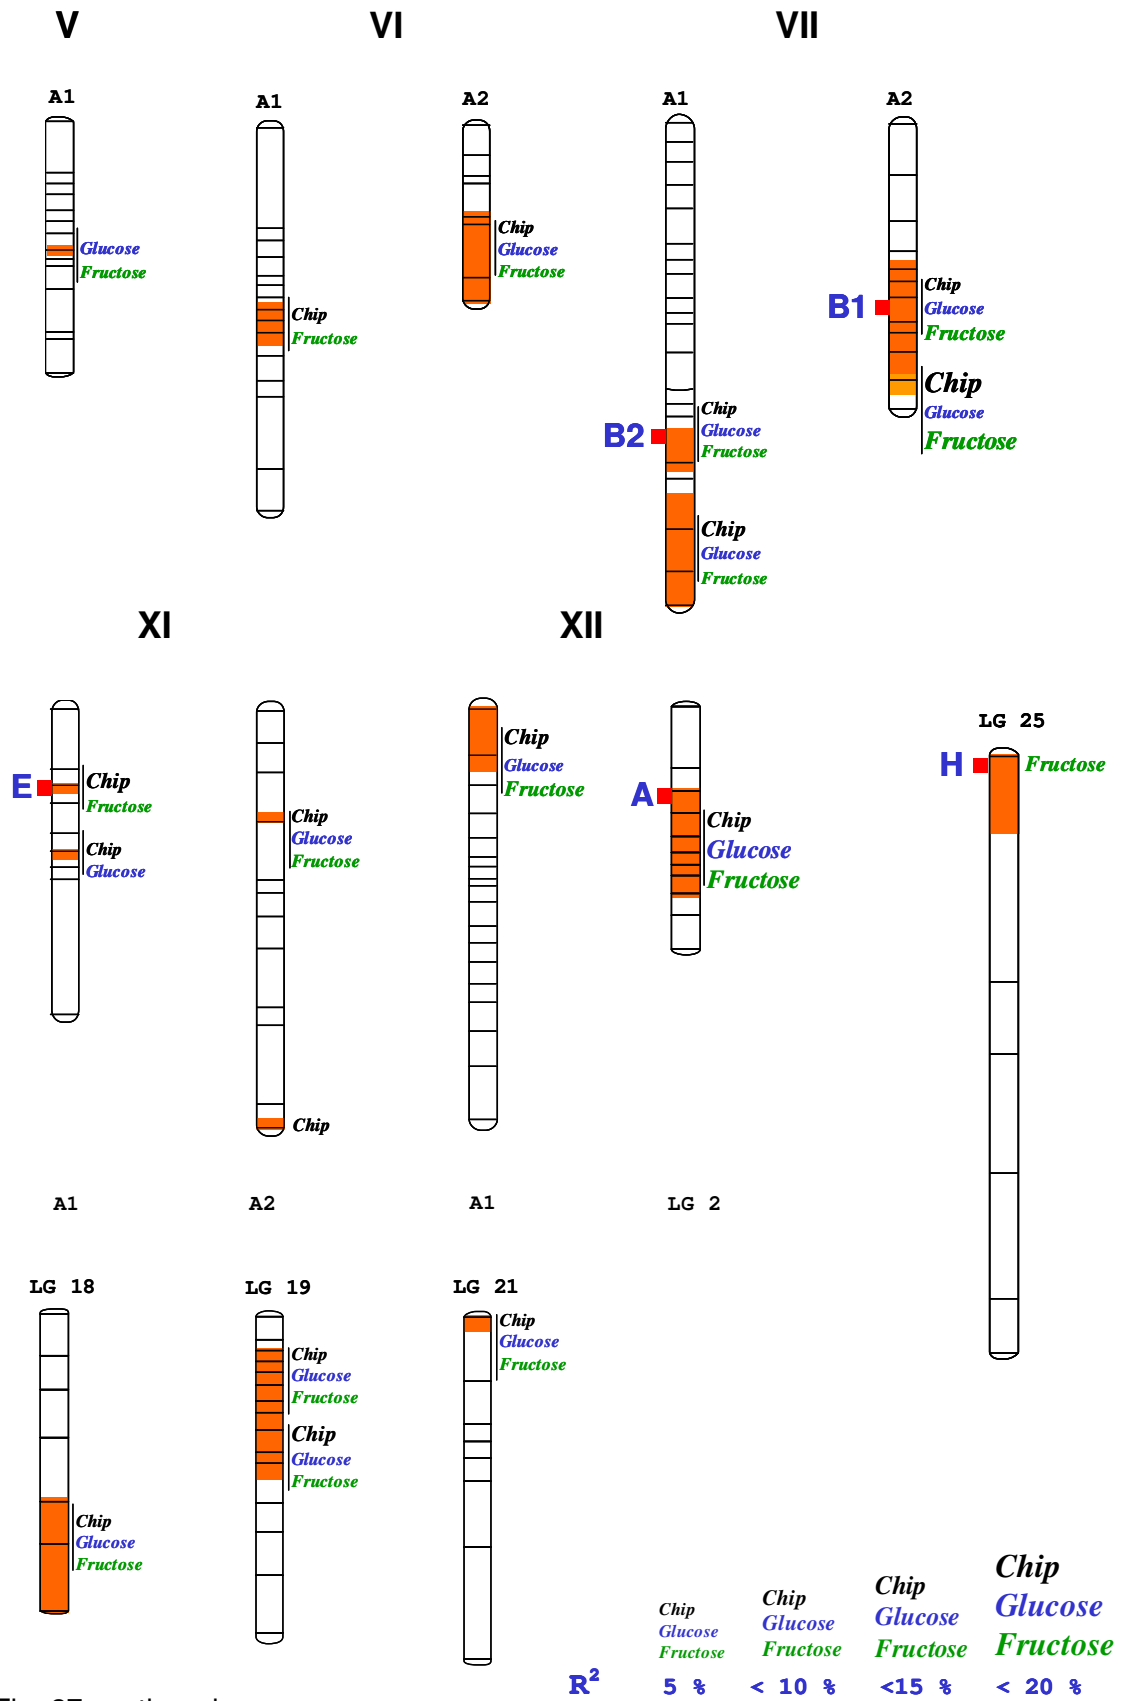 V VI VII
A1 A1 A2 A1 A2
Glucose
Fructose
Chip
Fructose
Chip
Glucose
Fructose
B2
Chip
Glucose
Fructose
Chip
Glucose
Fructose
B1
Chip
Glucose
Fructose
Chip
Glucose
Fructose
XI XII
E
Chip
Fructose
Chip
Glucose
Chip
Glucose
Fructose
Chip
Chip
Glucose
Fructose
A
Chip
Glucose
Fructose
LG 25
H
Fructose
A1 A2 A1 LG 2
LG 18 LG 19 LG 21
Chip
Glucose
Fructose
Chip
Glucose
Fructose
Chip
Glucose
Fructose
Chip
Glucose
Fructose
Chip Chip Chip Chip
Glucose Glucose Glucose Glucose
Fructose Fructose Fructose Fructose
R² 5 % < 10 % <15 % < 20 %